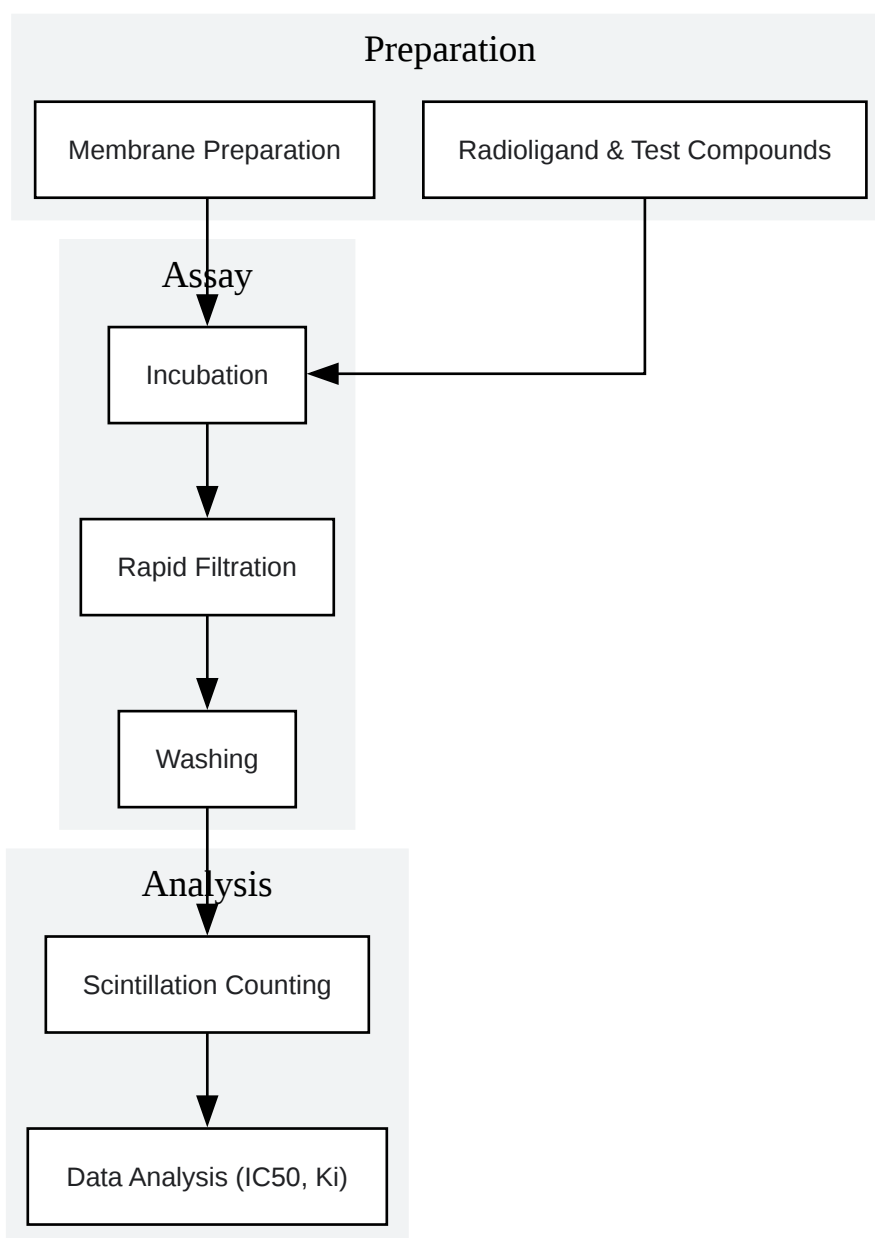 Preparation
Membrane Preparation
Radioligand & Test Compounds
Assay
Incubation
Rapid Filtration
Washing
Analysis
Scintillation Counting
Data Analysis (IC50, Ki)